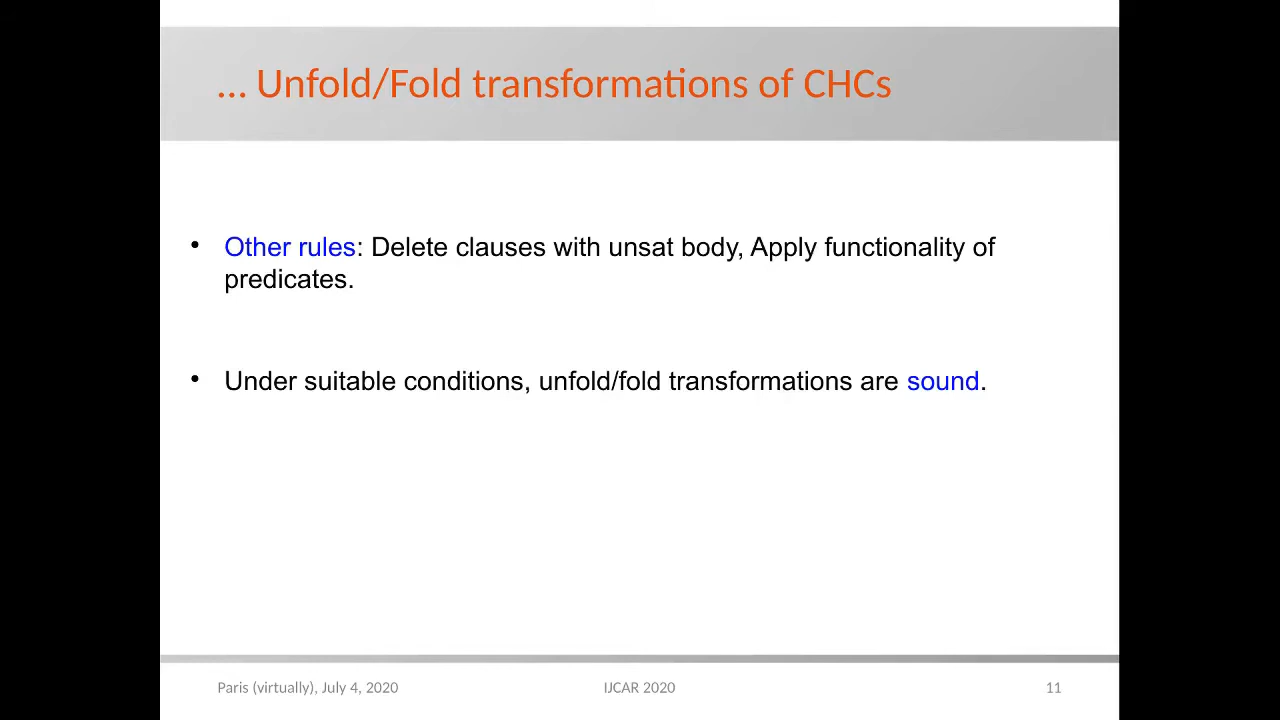 ... Unfold/Fold transformations of CHCs
• Other rules: Delete clauses with unsat body, Apply functionality of
predicates.
• Under suitable conditions, unfold/fold transformations are sound.
Paris (virtually), July 4, 2020 IJCAR 2020 11